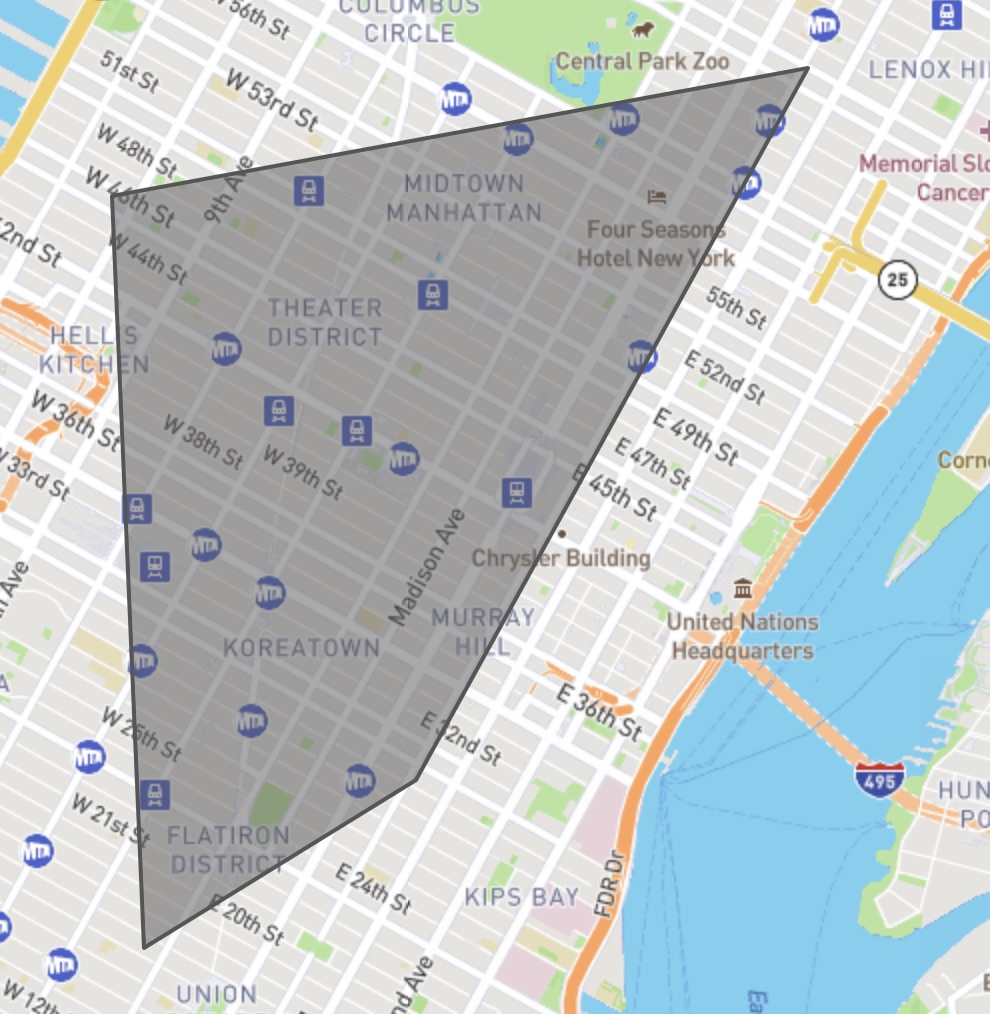 W 56th St
COLUMBUS
CIRCLE
MTA
Central Park Zoo
LENOX HI
51st St
W 53rd St
MTA
MTA
MTA
MTA
W 48th St
Memorial Slo
Cancer
W 46th St
9th Ave
MIDTOWN
MANHATTAN
MTA
Four Seasons
Hotel New York
2nd St
W 44th St
25
55th St
THEATER
DISTRICT
HELL'S
KITCHEN
MTA
MTA
E 52nd St
W 36th St
W 38th St
W 39th St
MTA
E 49th St
E 47th St
E 45th St
Corn
33rd St
Madison Ave
MTA
Chrysler Building
Ave
MTA
MURRAY
HILL
United Nations
Headquarters
KOREATOWN
MTA
E 36th St
A
W 25th St
MTA
E 32nd St
MTA
MTA
495
HUN
PO
W 21st St
FLATIRON
DISTRICT
MTA
E 24th St
KIPS BAY
FDR Dr
E 20th St
MTA
nd Ave
W 12th
UNION
Ea
E